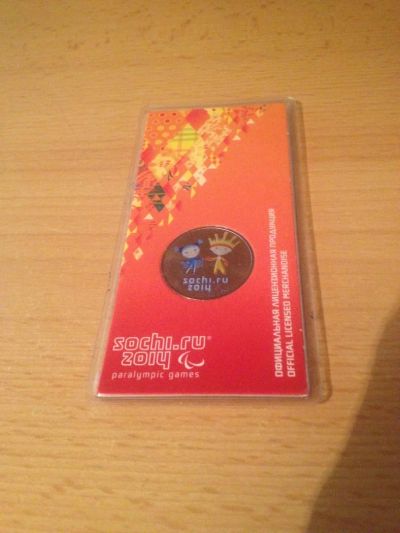 sochi.ru
2014
sochi.ru
2014
paralympic games
ОФИЦИАЛЬНАЯ ЛИЦЕНЗИОННАЯ ПРОДУКЦИЯ
OFFICIAL LICENSED MERCHANDISE